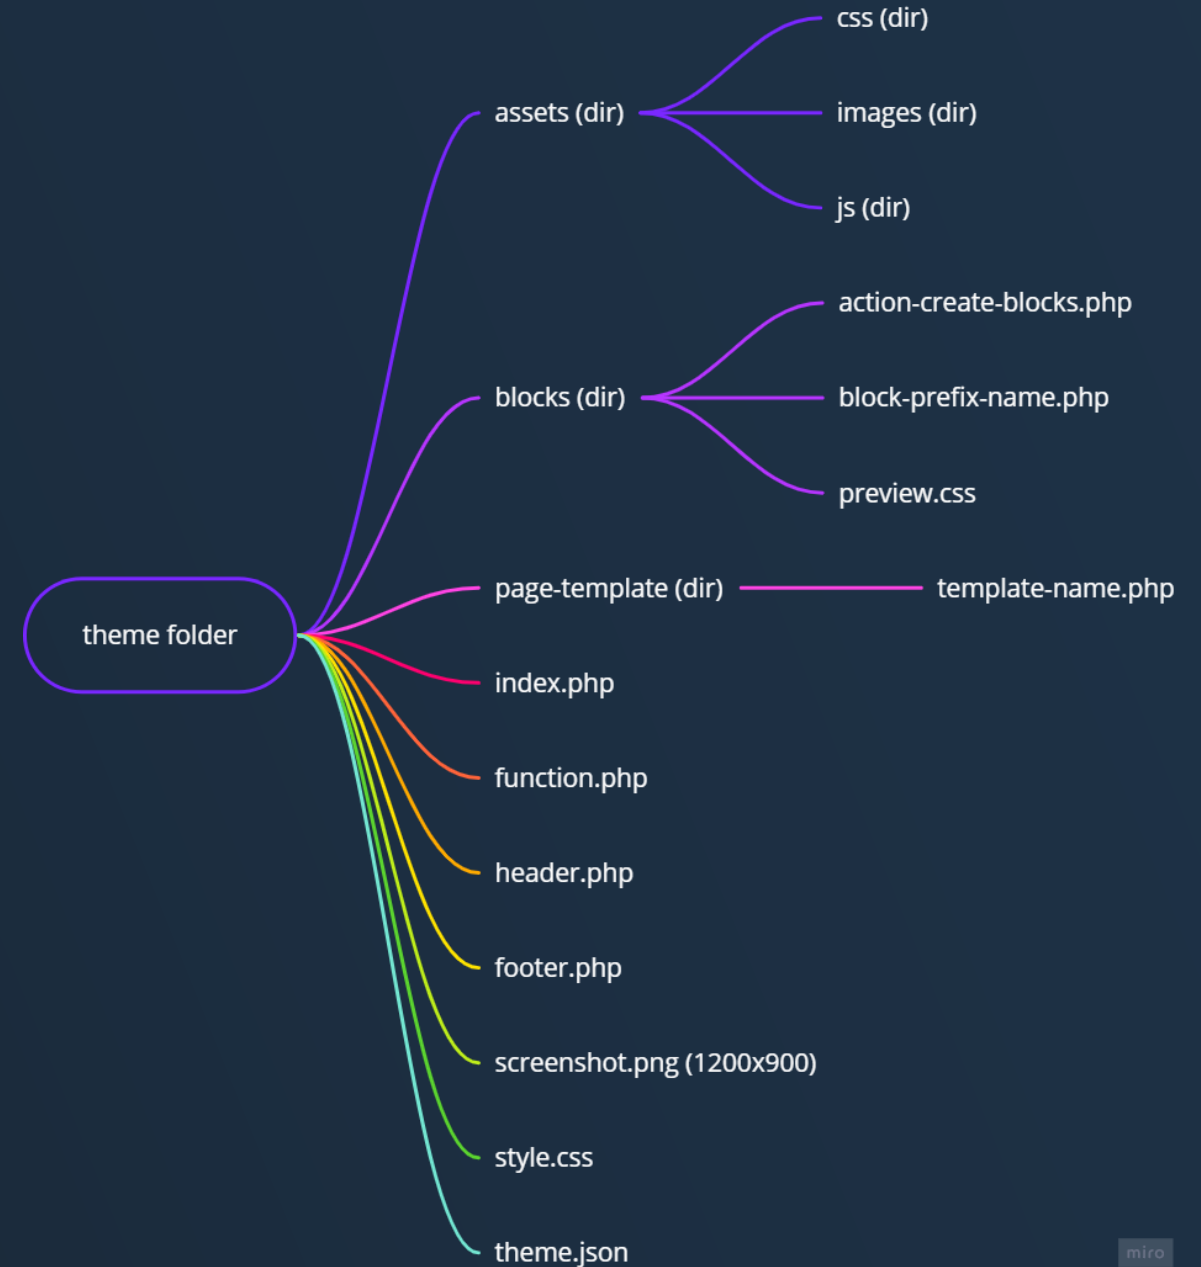 css (dir)
assets (dir)
images (dir)
js (dir)
action-create-blocks.php
blocks (dir)
block-prefix-name.php
preview.css
page-template (dir)
template-name.php
theme folder
index.php
function.php
header.php
footer.php
screenshot.png (1200x900)
style.css
theme.json
miro